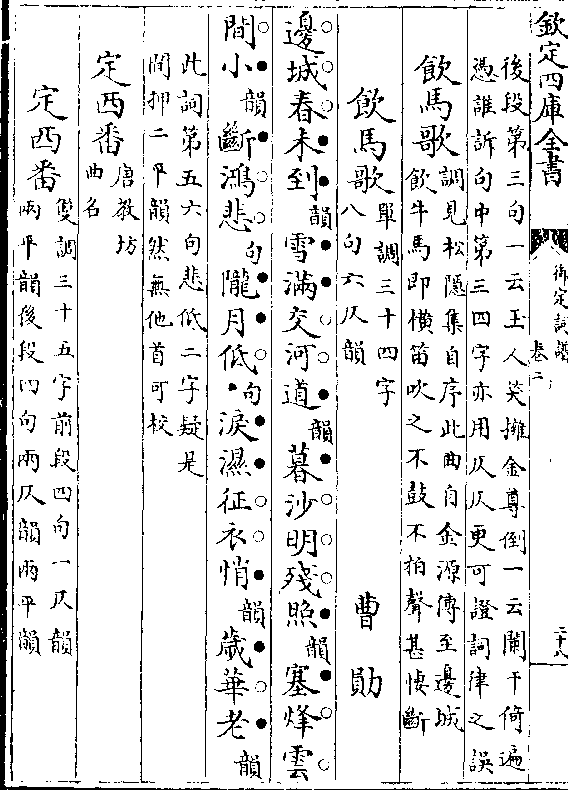 欽定四庫全書
御定詞譜
卷二
二十八
後段第三句一云玉人笑擁金尊倒一云闌干倚遍
憑誰訴句中第三四字亦用仄仄更可證詞律之誤
飲馬歌
調見松隱集自序此曲自金源傳至邊城
飲牛馬即横笛吹之不鼓不拍聲甚悽斷
飲馬歌
單調三十四字
八句六仄韻
曹勛
邊城春未到韻雪滿交河道韻暮沙明殘照韻塞烽雲
間小韻斷鴻悲句隴月低句淚濕征衣悄韻歲華老韻
此詞第五六句悲低二字疑是
間押二平韻然無他首可校
定西番
唐教坊
曲名
定西番
雙調三十五字前段四句一仄韻
兩平韻後段四句兩仄韻兩平韻